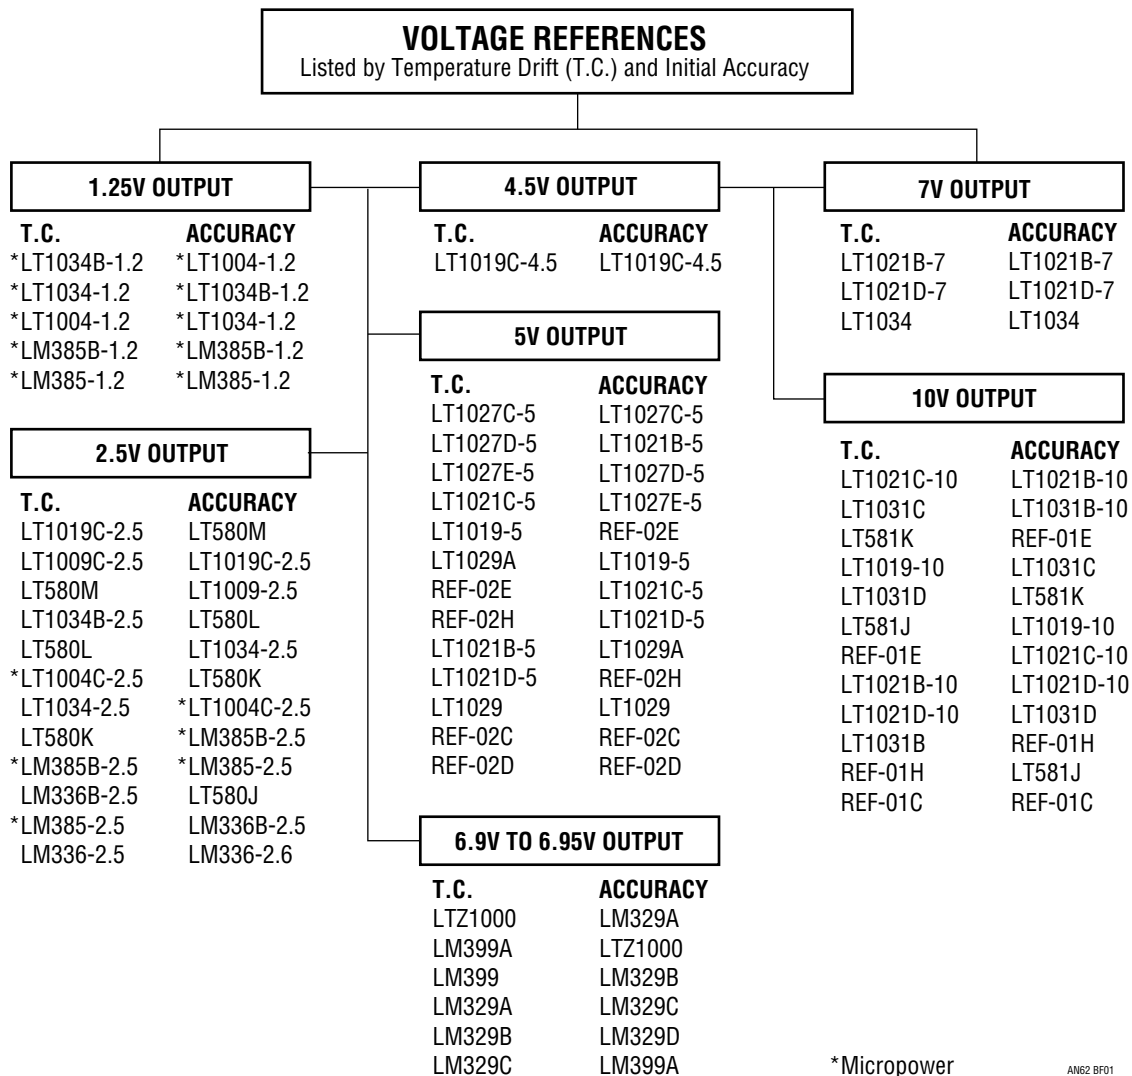 VOLTAGE REFERENCES
Listed by Temperature Drift (T.C.) and Initial Accuracy
1.25V OUTPUT
T.C. ACCURACY
*LT1034B-1.2 *LT1004-1.2
*LT1034-1.2 *LT1034B-1.2
*LT1004-1.2 *LT1034-1.2
*LM385B-1.2 *LM385B-1.2
*LM385-1.2 *LM385-1.2
2.5V OUTPUT
T.C. ACCURACY
LT1019C-2.5 LT580M
LT1009C-2.5 LT1019C-2.5
LT580M LT1009-2.5
LT1034B-2.5 LT580L
LT580L LT1034-2.5
*LT1004C-2.5 LT580K
LT1034-2.5 *LT1004C-2.5
LT580K *LM385B-2.5
*LM385B-2.5 *LM385-2.5
LM336B-2.5 LT580J
*LM385-2.5 LM336B-2.5
LM336-2.5 LM336-2.6
4.5V OUTPUT
T.C. ACCURACY
LT1019C-4.5 LT1019C-4.5
5V OUTPUT
T.C. ACCURACY
LT1027C-5 LT1027C-5
LT1027D-5 LT1021B-5
LT1027E-5 LT1027D-5
LT1021C-5 LT1027E-5
LT1019-5 REF-02E
LT1029A LT1019-5
REF-02E LT1021C-5
REF-02H LT1021D-5
LT1021B-5 LT1029A
LT1021D-5 REF-02H
LT1029 LT1029
REF-02C REF-02C
REF-02D REF-02D
6.9V TO 6.95V OUTPUT
T.C. ACCURACY
LTZ1000 LM329A
LM399A LTZ1000
LM399 LM329B
LM329A LM329C
LM329B LM329D
LM329C LM399A
7V OUTPUT
T.C. ACCURACY
LT1021B-7 LT1021B-7
LT1021D-7 LT1021D-7
LT1034 LT1034
10V OUTPUT
T.C. ACCURACY
LT1021C-10 LT1021B-10
LT1031C LT1031B-10
LT581K REF-01E
LT1019-10 LT1031C
LT1031D LT581K
LT581J LT1019-10
REF-01E LT1021C-10
LT1021B-10 LT1021D-10
LT1021D-10 LT1031D
LT1031B REF-01H
REF-01H LT581J
REF-01C REF-01C
*Micropower
AN62 BF01